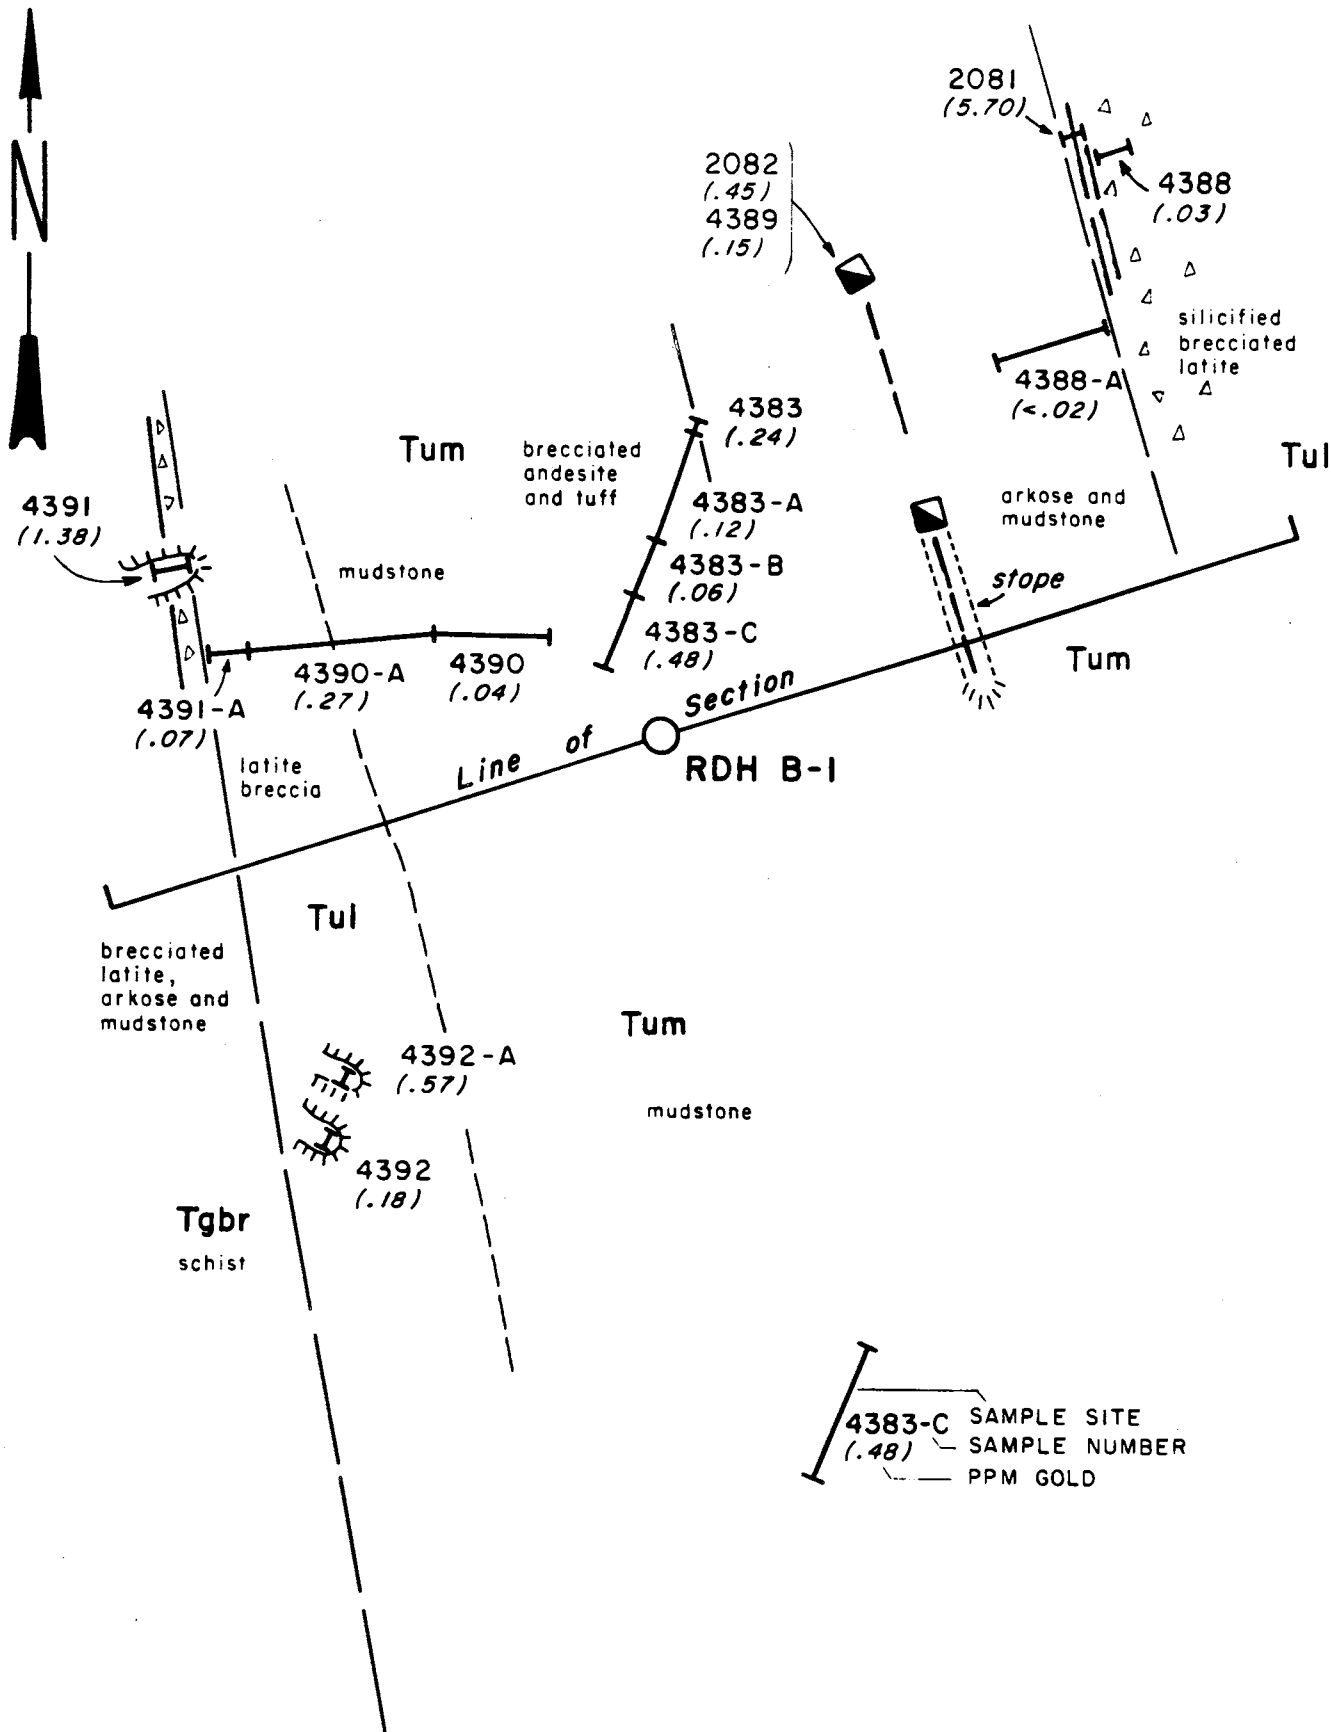 N
2081
(5.70)
2082
(.45)
4389
(.15)
4388
(.03)
silicified
brecciated
latite
4388-A
(<.02)
4383
(.24)
Tum
brecciated
andesite
and tuff
Tul
4391
(1.38)
4383-A
(.12)
arkose and
mudstone
mudstone
4383-B
(.06)
stope
4383-C
(.48)
4390-A
(.27)
4390
(.04)
Tum
4391-A
(.07)
Line of Section
RDH B-1
latite
breccia
Tul
brecciated
latite,
arkose and
mudstone
Tum
4392-A
(.57)
mudstone
4392
(.18)
Tgbr
schist
4383-C
(.48)
SAMPLE SITE
SAMPLE NUMBER
PPM GOLD